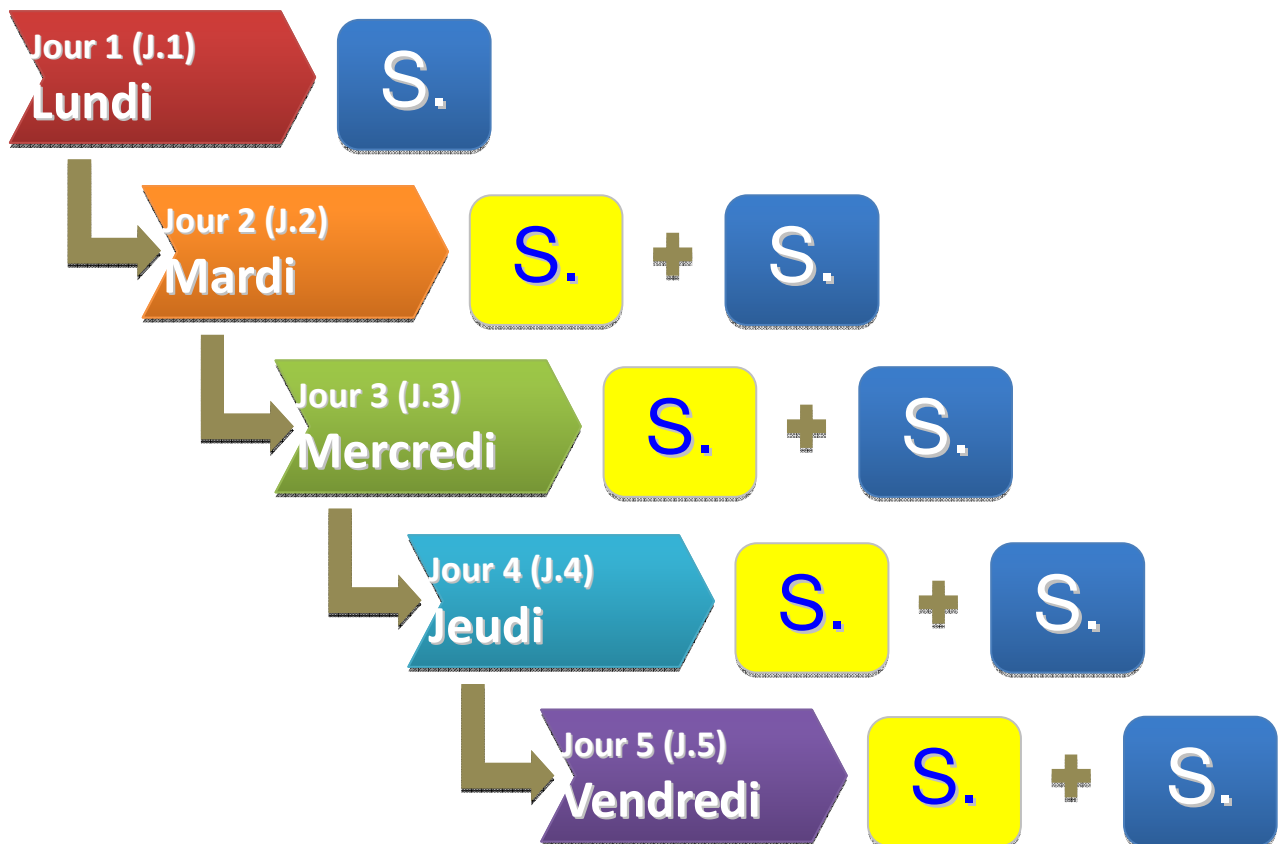 Jour 1 (J.1)
Lundi
S.
Jour 2 (J.2)
Mardi
S.
S.
Jour 3 (J.3)
Mercredi
S.
S.
Jour 4 (J.4)
Jeudi
S.
S.
Jour 5 (J.5)
Vendredi
S.
S.